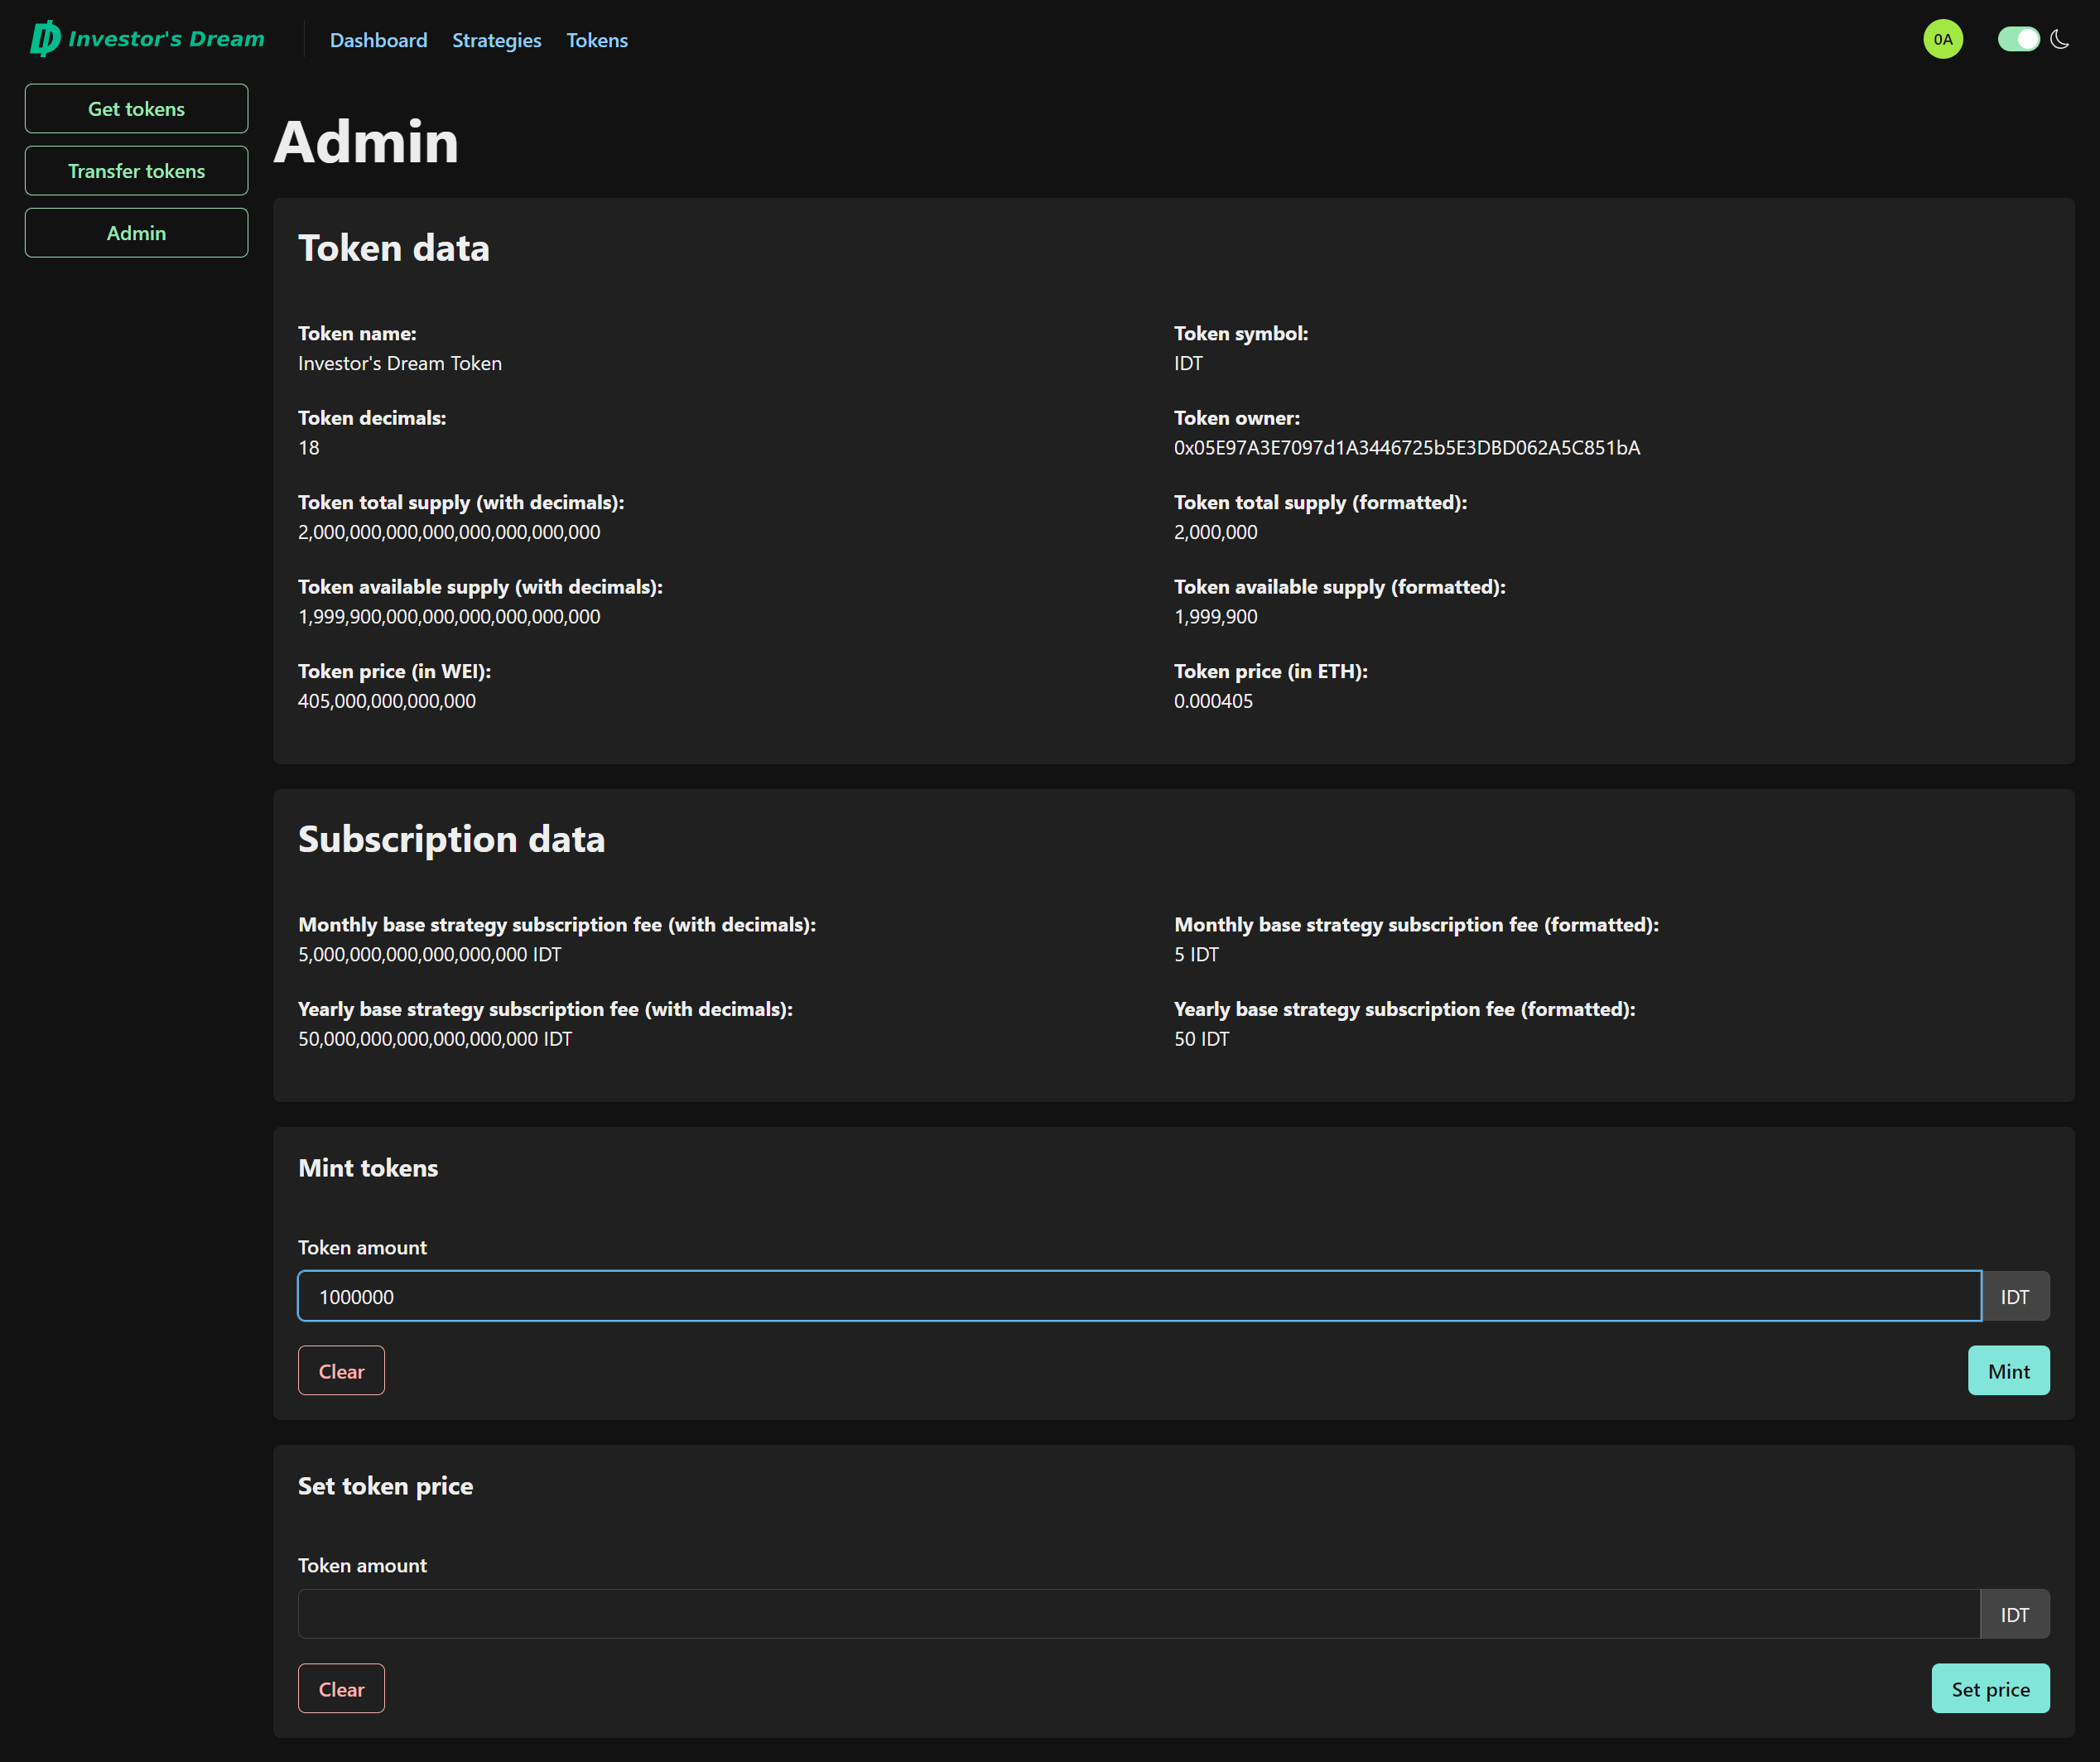 Investor's Dream
Dashboard Strategies Tokens
0A
Get tokens
Transfer tokens
Admin
Admin
Token data
Token name:
Investor's Dream Token
Token symbol:
IDT
Token decimals:
18
Token owner:
0x05E97A3E7097d1A3446725b5E3DBD062A5C851bA
Token total supply (with decimals):
2,000,000,000,000,000,000,000,000
Token total supply (formatted):
2,000,000
Token available supply (with decimals):
1,999,900,000,000,000,000,000,000
Token available supply (formatted):
1,999,900
Token price (in WEI):
405,000,000,000,000
Token price (in ETH):
0.000405
Subscription data
Monthly base strategy subscription fee (with decimals):
5,000,000,000,000,000,000 IDT
Monthly base strategy subscription fee (formatted):
5 IDT
Yearly base strategy subscription fee (with decimals):
50,000,000,000,000,000,000 IDT
Yearly base strategy subscription fee (formatted):
50 IDT
Mint tokens
Token amount
1000000 IDT
Clear Mint
Set token price
Token amount
IDT
Clear Set price